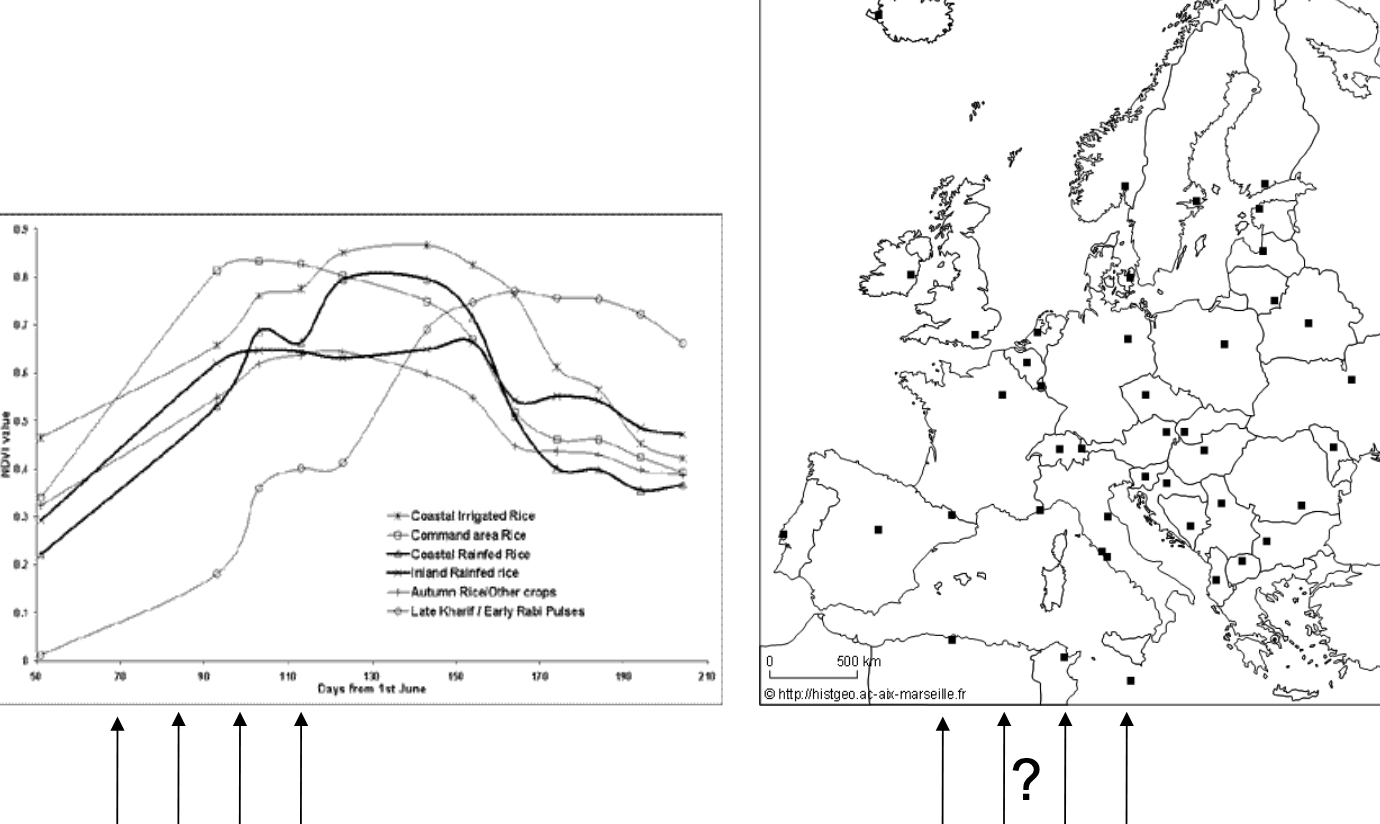 0.9
0.8
0.7
0.6
0.5
0.4
0.3
0.2
0.1
0
NDVI value
50 70 90 110 130 150 170 190 210
Days from 1st June
Coastal Irrigated Rice
Command area Rice
Coastal Rainfed Rice
Inland Rainfed rice
Autumn Rice/Other crops
Late Kharif / Early Rabi Pulses
0 500 km
© http://histgeo.ac-aix-marseille.fr
?